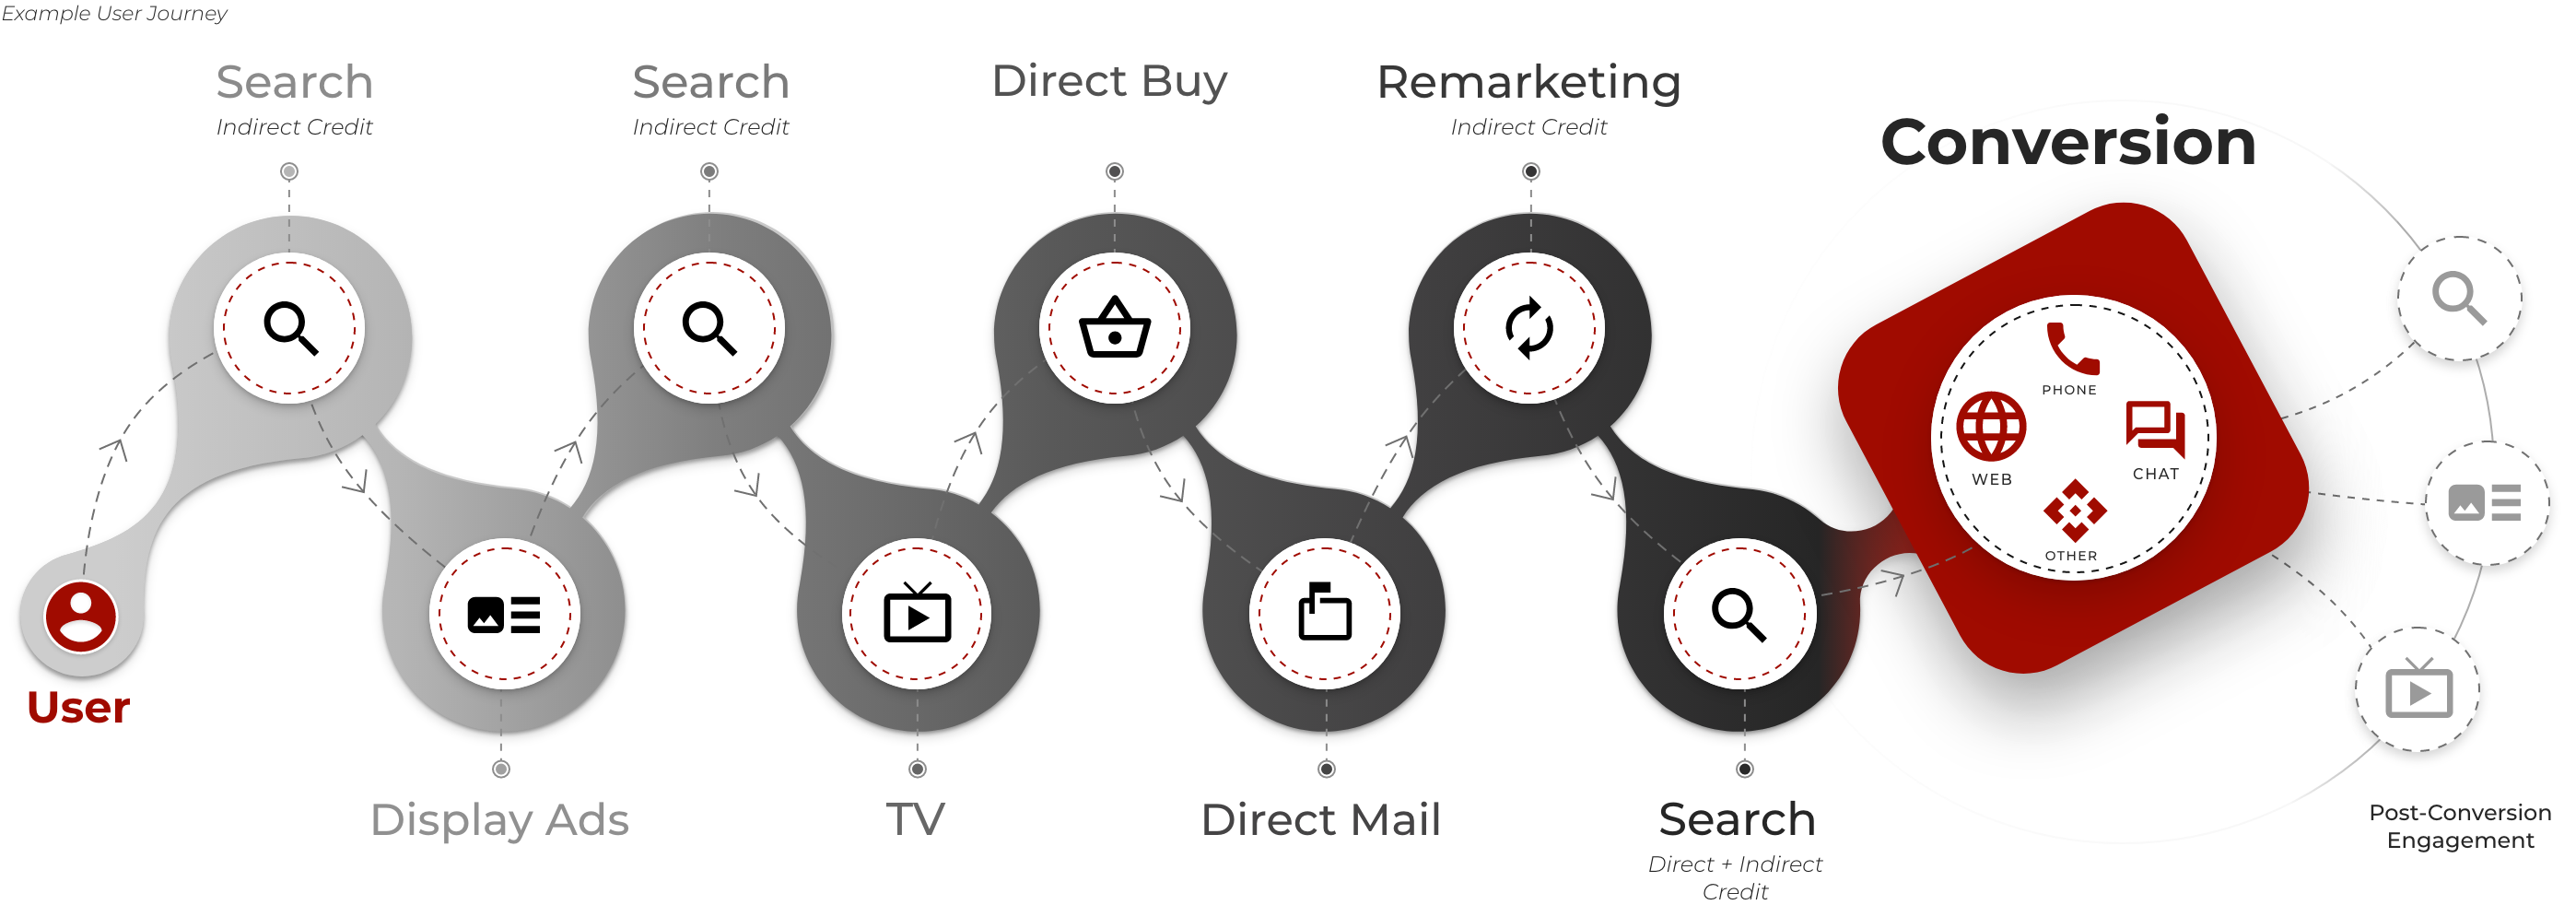 Example User Journey
Search
Indirect Credit
Search
Indirect Credit
Direct Buy
Remarketing
Indirect Credit
Conversion
PHONE
WEB
CHAT
OTHER
User
Display Ads
TV
Direct Mail
Search
Direct + Indirect
Credit
Post-Conversion
Engagement